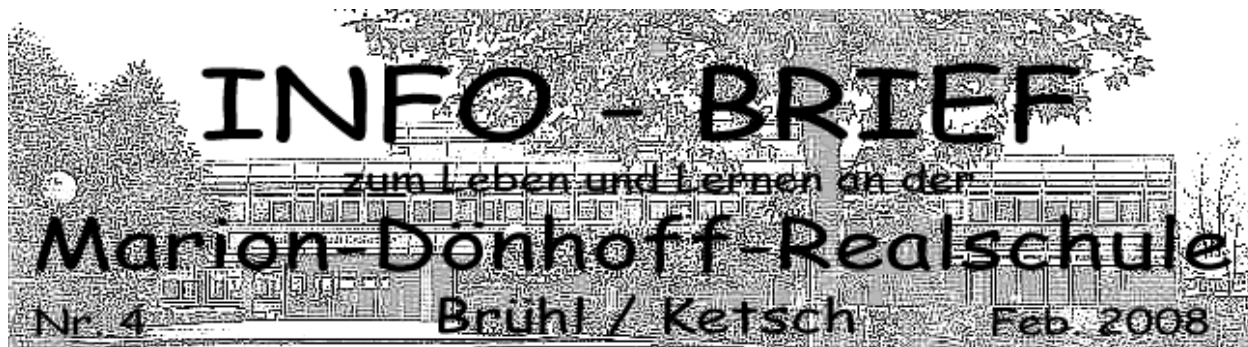 INFO - BRIEF
zum Leben und Lernen an der
Marion-Dönhoff-Realschule
Nr. 4 Brühl / Ketsch Feb. 2008